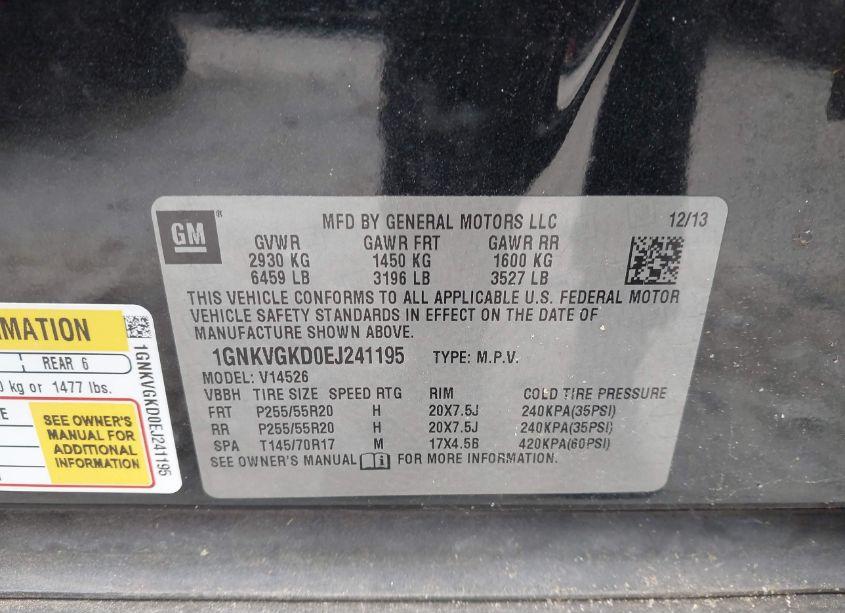 GM ®
MFD BY GENERAL MOTORS LLC 12/13
GVWR GAWR FRT GAWR RR
2930 KG 1450 KG 1600 KG
6459 LB 3196 LB 3527 LB
THIS VEHICLE CONFORMS TO ALL APPLICABLE U.S. FEDERAL MOTOR
VEHICLE SAFETY STANDARDS IN EFFECT ON THE DATE OF
MANUFACTURE SHOWN ABOVE.
1GNKVGKD0EJ241195 TYPE: M.P.V.
MODEL: V14526
VBBH TIRE SIZE SPEED RTG RIM COLD TIRE PRESSURE
FRT P255/55R20 H 20X7.5J 240KPA(35PSI)
RR P255/55R20 H 20X7.5J 240KPA(35PSI)
SPA T145/70R17 M 17X4.5B 420KPA(60PSI)
SEE OWNER'S MANUAL FOR MORE INFORMATION.
REAR 6
kg or 1477 lbs.
SEE OWNER'S
MANUAL FOR
ADDITIONAL
INFORMATION
1GNKVGKD0EJ241195